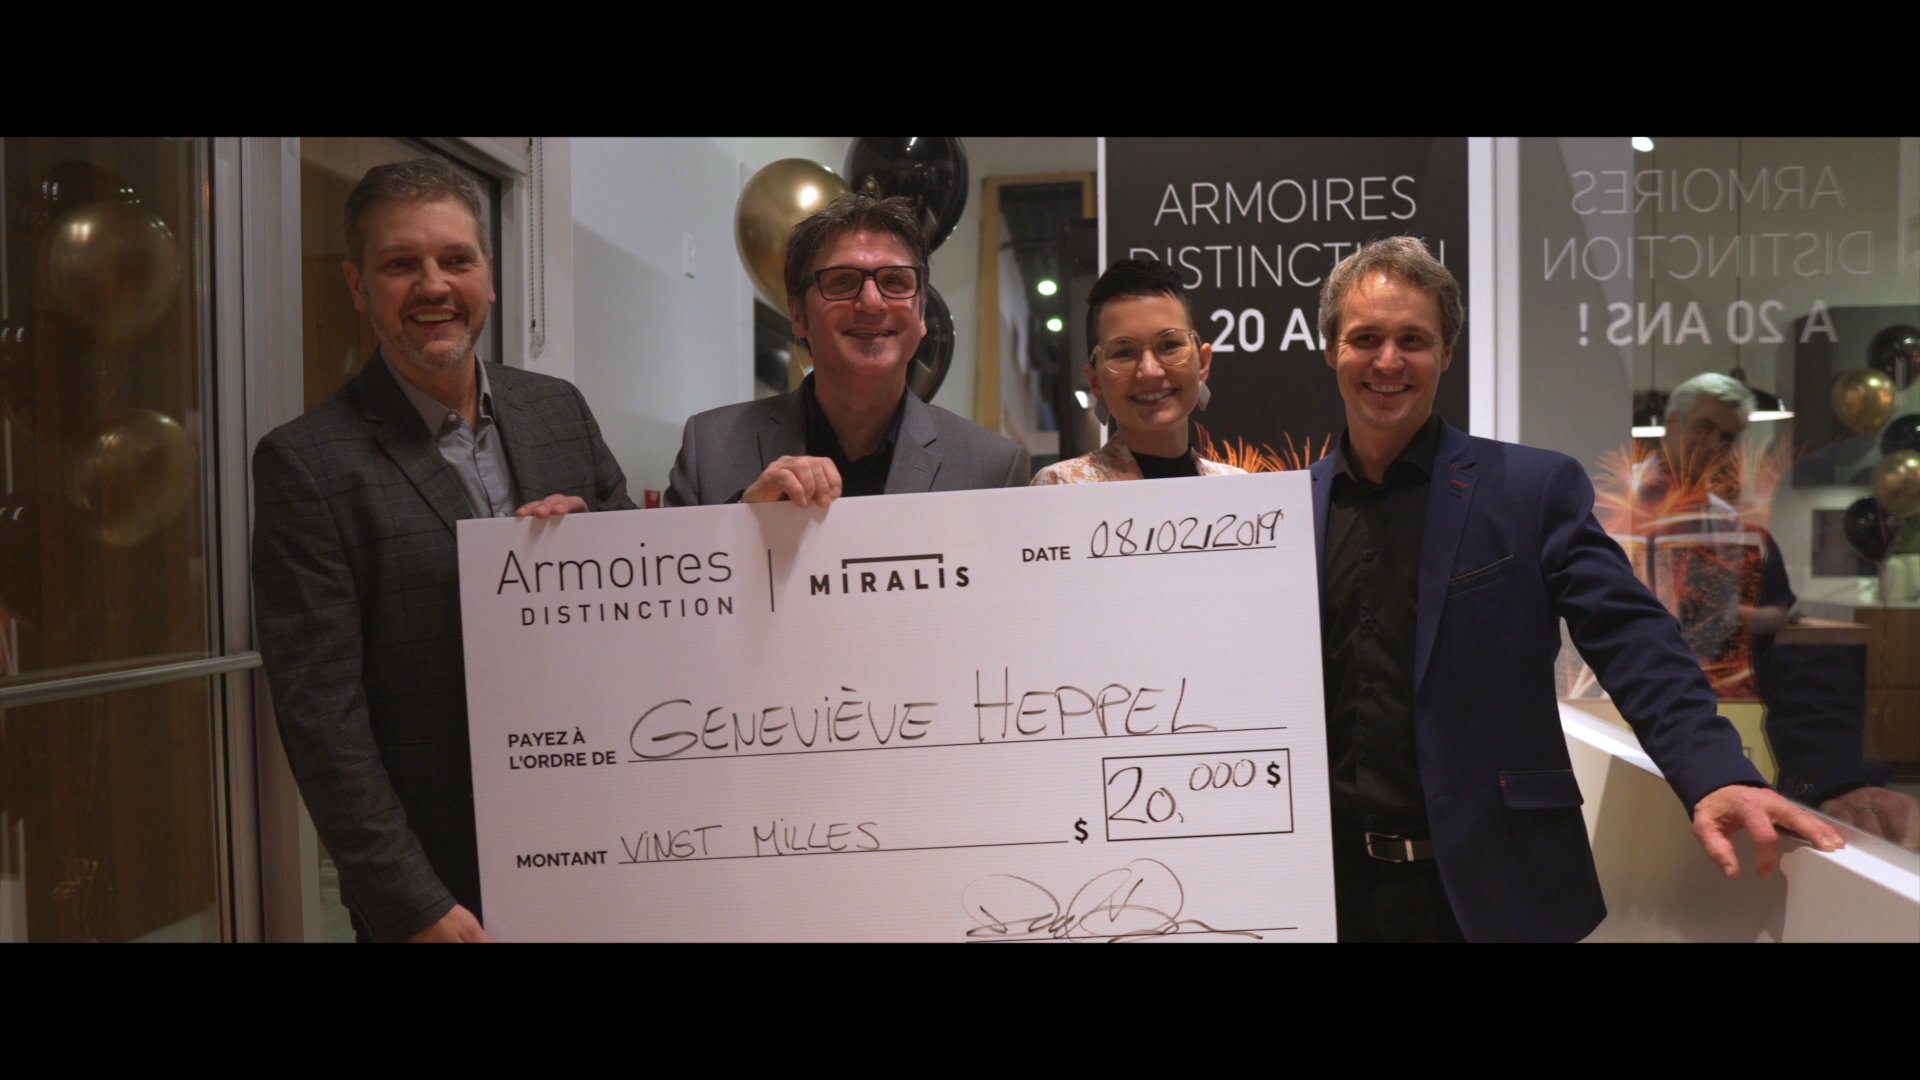 ARMOIRES
DISTINCTION
20 A
ARMOIRES
DISTINCTION
A 20 ANS !
Armoires
DISTINCTION
MIRALIS
DATE 08/02/2019
PAYEZ À
L'ORDRE DE GENEVIÈVE HEPPEL
MONTANT VINGT MILLES $ 20,000 $